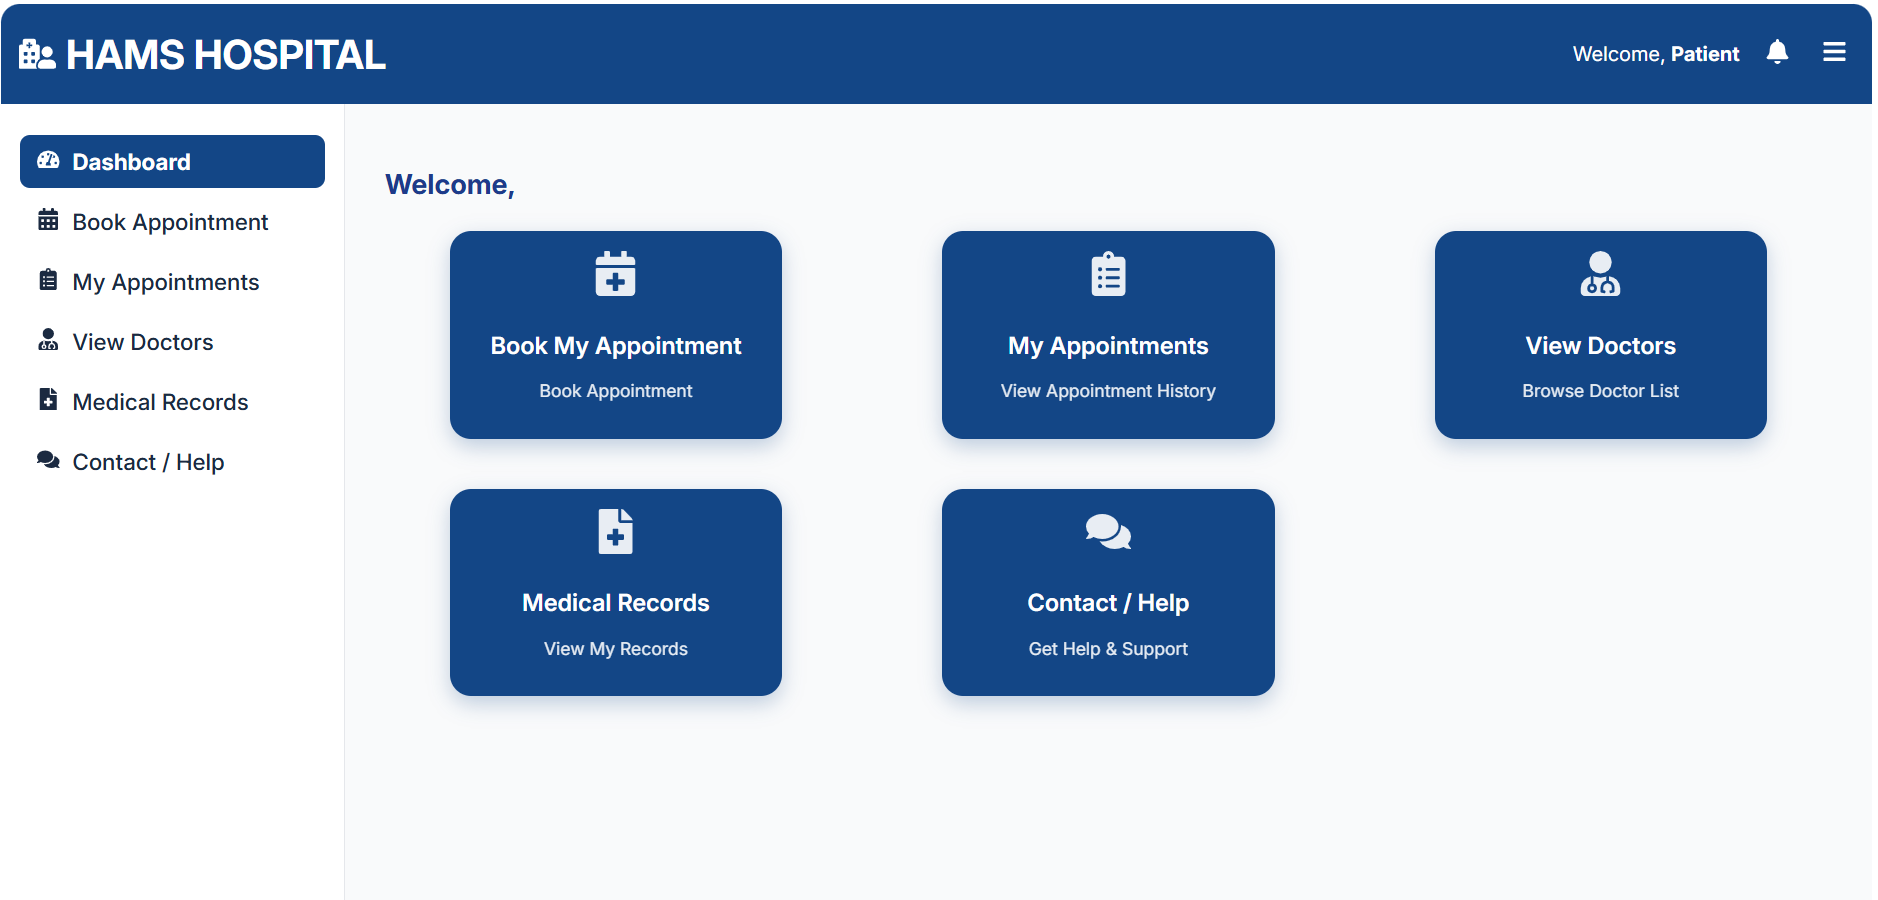 HAMS HOSPITAL
Welcome, Patient
Dashboard
Book Appointment
My Appointments
View Doctors
Medical Records
Contact / Help
Welcome,
Book My Appointment
Book Appointment
My Appointments
View Appointment History
View Doctors
Browse Doctor List
Medical Records
View My Records
Contact / Help
Get Help & Support